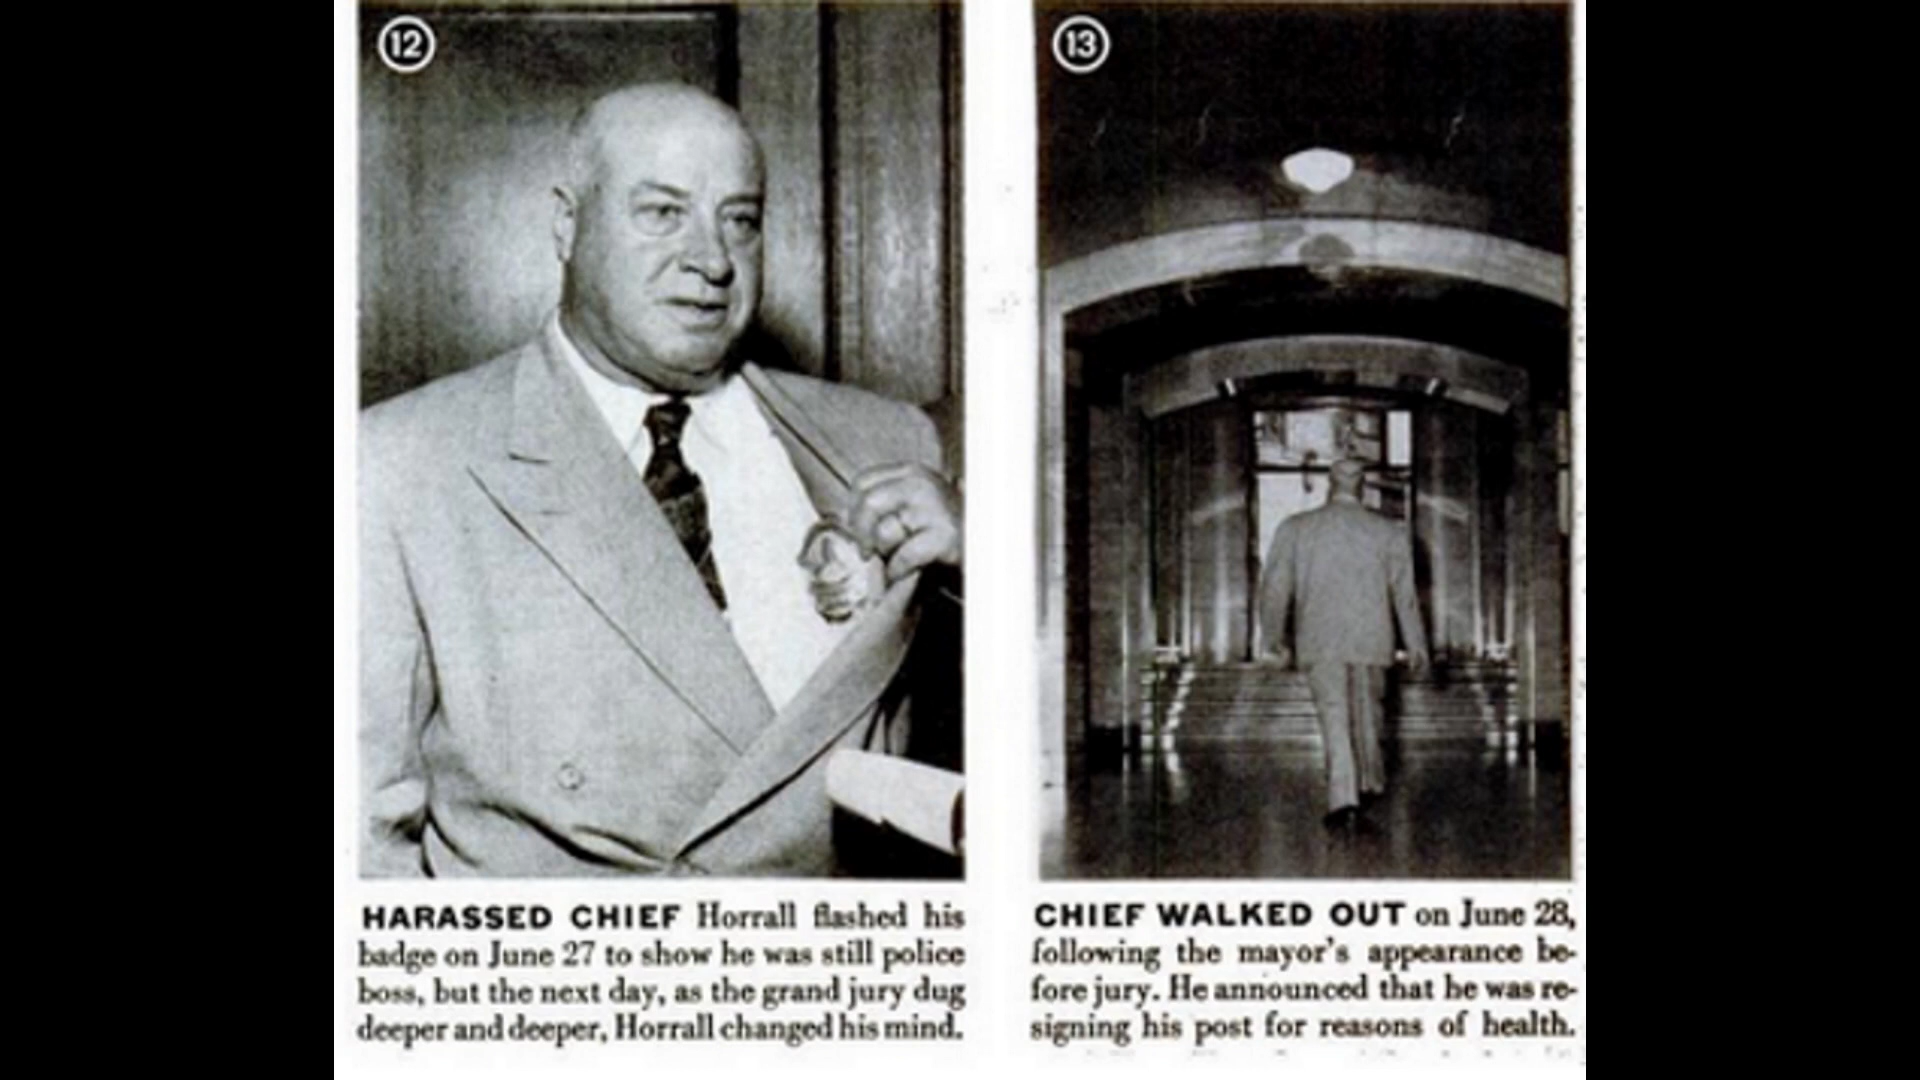 12
HARASSED CHIEF Horrall flashed his
badge on June 27 to show he was still police
boss, but the next day, as the grand jury dug
deeper and deeper, Horrall changed his mind.
13
CHIEF WALKED OUT on June 28,
following the mayor's appearance be-
fore jury. He announced that he was re-
signing his post for reasons of health.